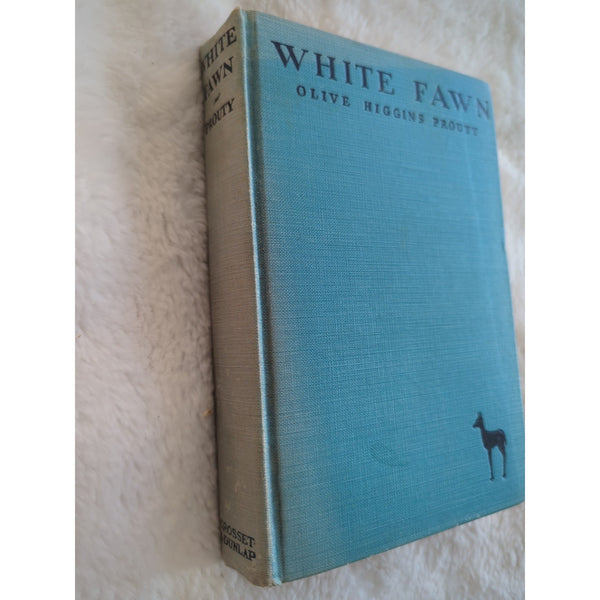 WHITE FAWN
OLIVE HIGGINS PROUTY
WHITE
FAWN
PROUTY
GROSSET
& DUNLAP